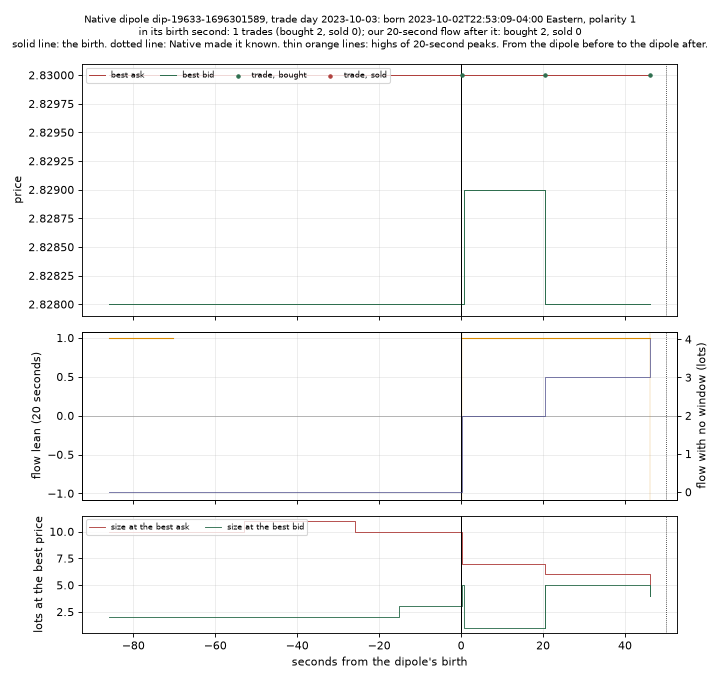 Native dipole dip-19633-1696301589, trade day 2023-10-03: born 2023-10-02T22:53:09-04:00 Eastern, polarity 1
in its birth second: 1 trades (bought 2, sold 0); our 20-second flow after it: bought 2, sold 0
solid line: the birth. dotted line: Native made it known. thin orange lines: highs of 20-second peaks. From the dipole before to the dipole after.
best ask best bid trade, bought trade, sold
2.83000
2.82975
2.82950
2.82925
2.82900
2.82875
2.82850
2.82825
2.82800
price
1.0
0.5
0.0
−0.5
−1.0
flow lean (20 seconds)
4
3
2
1
0
flow with no window (lots)
size at the best ask size at the best bid
10.0
7.5
5.0
2.5
lots at the best price
−80 −60 −40 −20 0 20 40
seconds from the dipole's birth